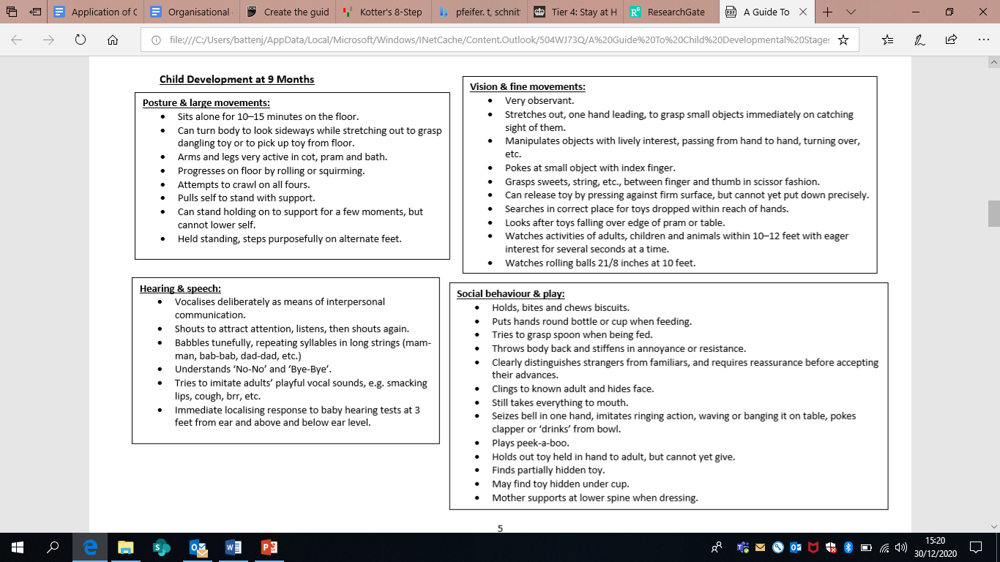 Application of C
Organisational
Create the guid
Kotter's 8-Step
pfeifer. t, schnit
Tier 4: Stay at H
ResearchGate
A Guide To
file:///C:/Users/battenj/AppData/Local/Microsoft/Windows/INetCache/Content.Outlook/504WJ73Q/A%20Guide%20To%20Child%20Developmental%20Stages
Child Development at 9 Months
Posture & large movements:
• Sits alone for 10–15 minutes on the floor.
• Can turn body to look sideways while stretching out to grasp
dangling toy or to pick up toy from floor.
• Arms and legs very active in cot, pram and bath.
• Progresses on floor by rolling or squirming.
• Attempts to crawl on all fours.
• Pulls self to stand with support.
• Can stand holding on to support for a few moments, but
cannot lower self.
• Held standing, steps purposefully on alternate feet.
Vision & fine movements:
• Very observant.
• Stretches out, one hand leading, to grasp small objects immediately on catching
sight of them.
• Manipulates objects with lively interest, passing from hand to hand, turning over,
etc.
• Pokes at small object with index finger.
• Grasps sweets, string, etc., between finger and thumb in scissor fashion.
• Can release toy by pressing against firm surface, but cannot yet put down precisely.
• Searches in correct place for toys dropped within reach of hands.
• Looks after toys falling over edge of pram or table.
• Watches activities of adults, children and animals within 10–12 feet with eager
interest for several seconds at a time.
• Watches rolling balls 21/8 inches at 10 feet.
Hearing & speech:
• Vocalises deliberately as means of interpersonal
communication.
• Shouts to attract attention, listens, then shouts again.
• Babbles tunefully, repeating syllables in long strings (mam-
man, bab-bab, dad-dad, etc.)
• Understands ‘No-No’ and ‘Bye-Bye’.
• Tries to imitate adults’ playful vocal sounds, e.g. smacking
lips, cough, brr, etc.
• Immediate localising response to baby hearing tests at 3
feet from ear and above and below ear level.
Social behaviour & play:
• Holds, bites and chews biscuits.
• Puts hands round bottle or cup when feeding.
• Tries to grasp spoon when being fed.
• Throws body back and stiffens in annoyance or resistance.
• Clearly distinguishes strangers from familiars, and requires reassurance before accepting
their advances.
• Clings to known adult and hides face.
• Still takes everything to mouth.
• Seizes bell in one hand, imitates ringing action, waving or banging it on table, pokes
clapper or ‘drinks’ from bowl.
• Plays peek-a-boo.
• Holds out toy held in hand to adult, but cannot yet give.
• Finds partially hidden toy.
• May find toy hidden under cup.
• Mother supports at lower spine when dressing.
5
15:20
30/12/2020